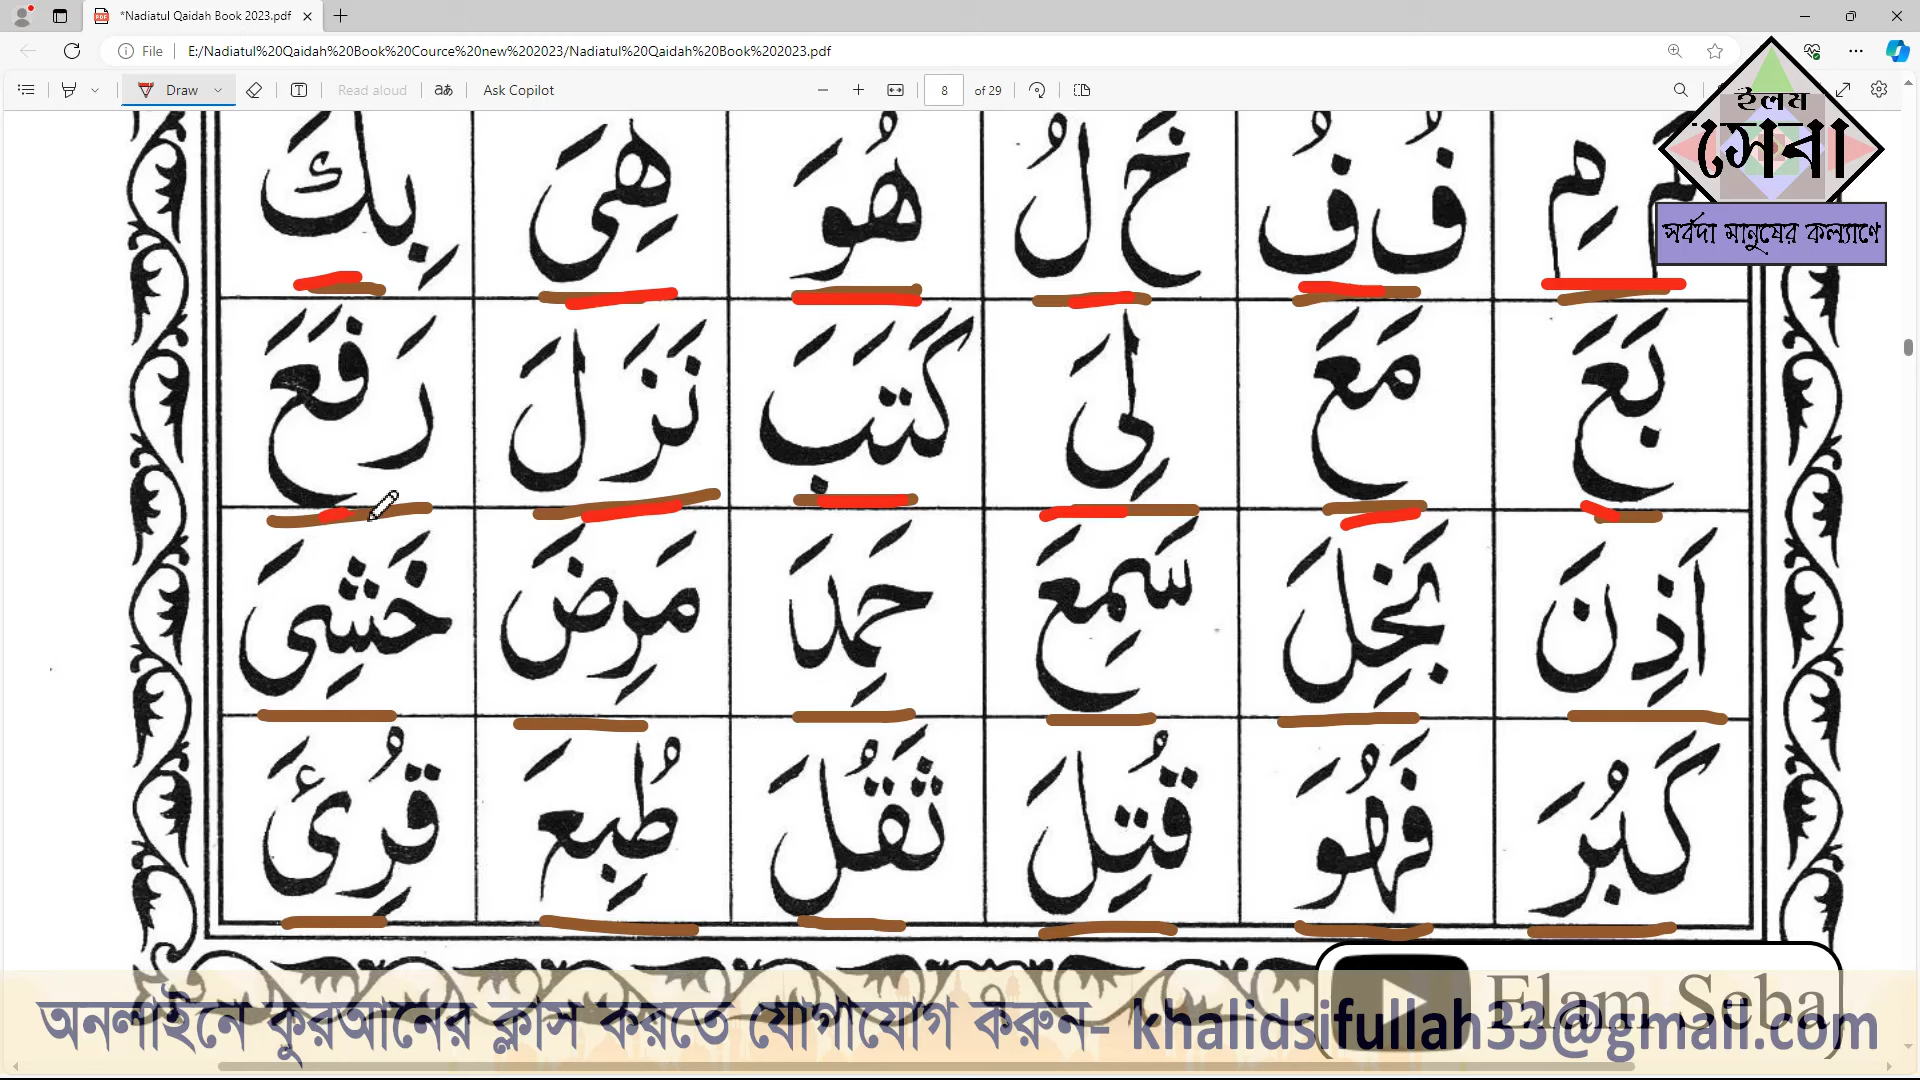 *Nadiatul Qaidah Book 2023.pdf
File E:/Nadiatul%20Qaidah%20Book%20Cource%20new%202023/Nadiatul%20Qaidah%20Book%202023.pdf
Draw Read aloud Ask Copilot 8 of 29
ইলম
সেবা
সর্বদা মানুষের কল্যাণে
مَ مِ فُ فُ خَ لُ هُوَ هِىَ بِكَ
بَعَ مَعَ لِىَ كَتَبَ نَزَلَ رَفَعَ
اَذِنَ بَخِلَ سَمِعَ حَمِدَ مَرِضَ خَشِىَ
كَبُرَ فَهُوَ قُتِلَ ثَقُلَ طُبِعَ قُرِئَ
Elam Seba
অনলাইনে কুরআনের ক্লাস করতে যোগাযোগ করুন- khalidsifullah33@gmail.com